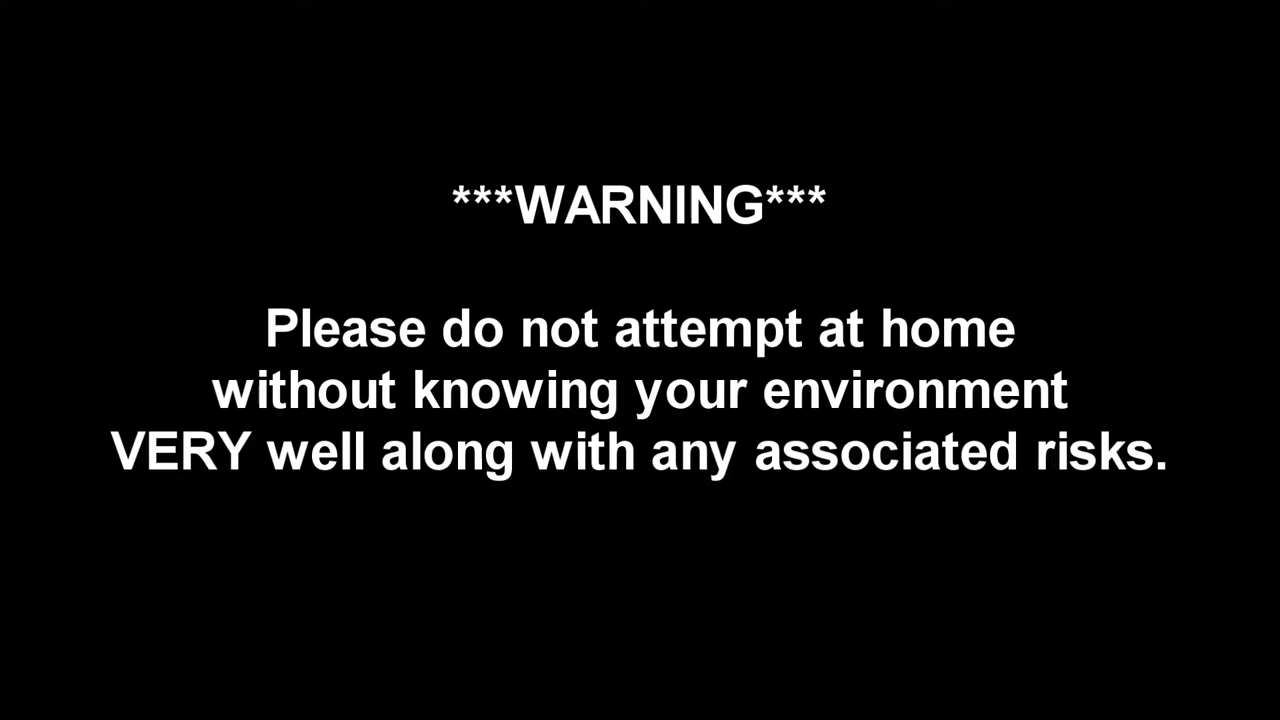 ***WARNING***
Please do not attempt at home
without knowing your environment
VERY well along with any associated risks.